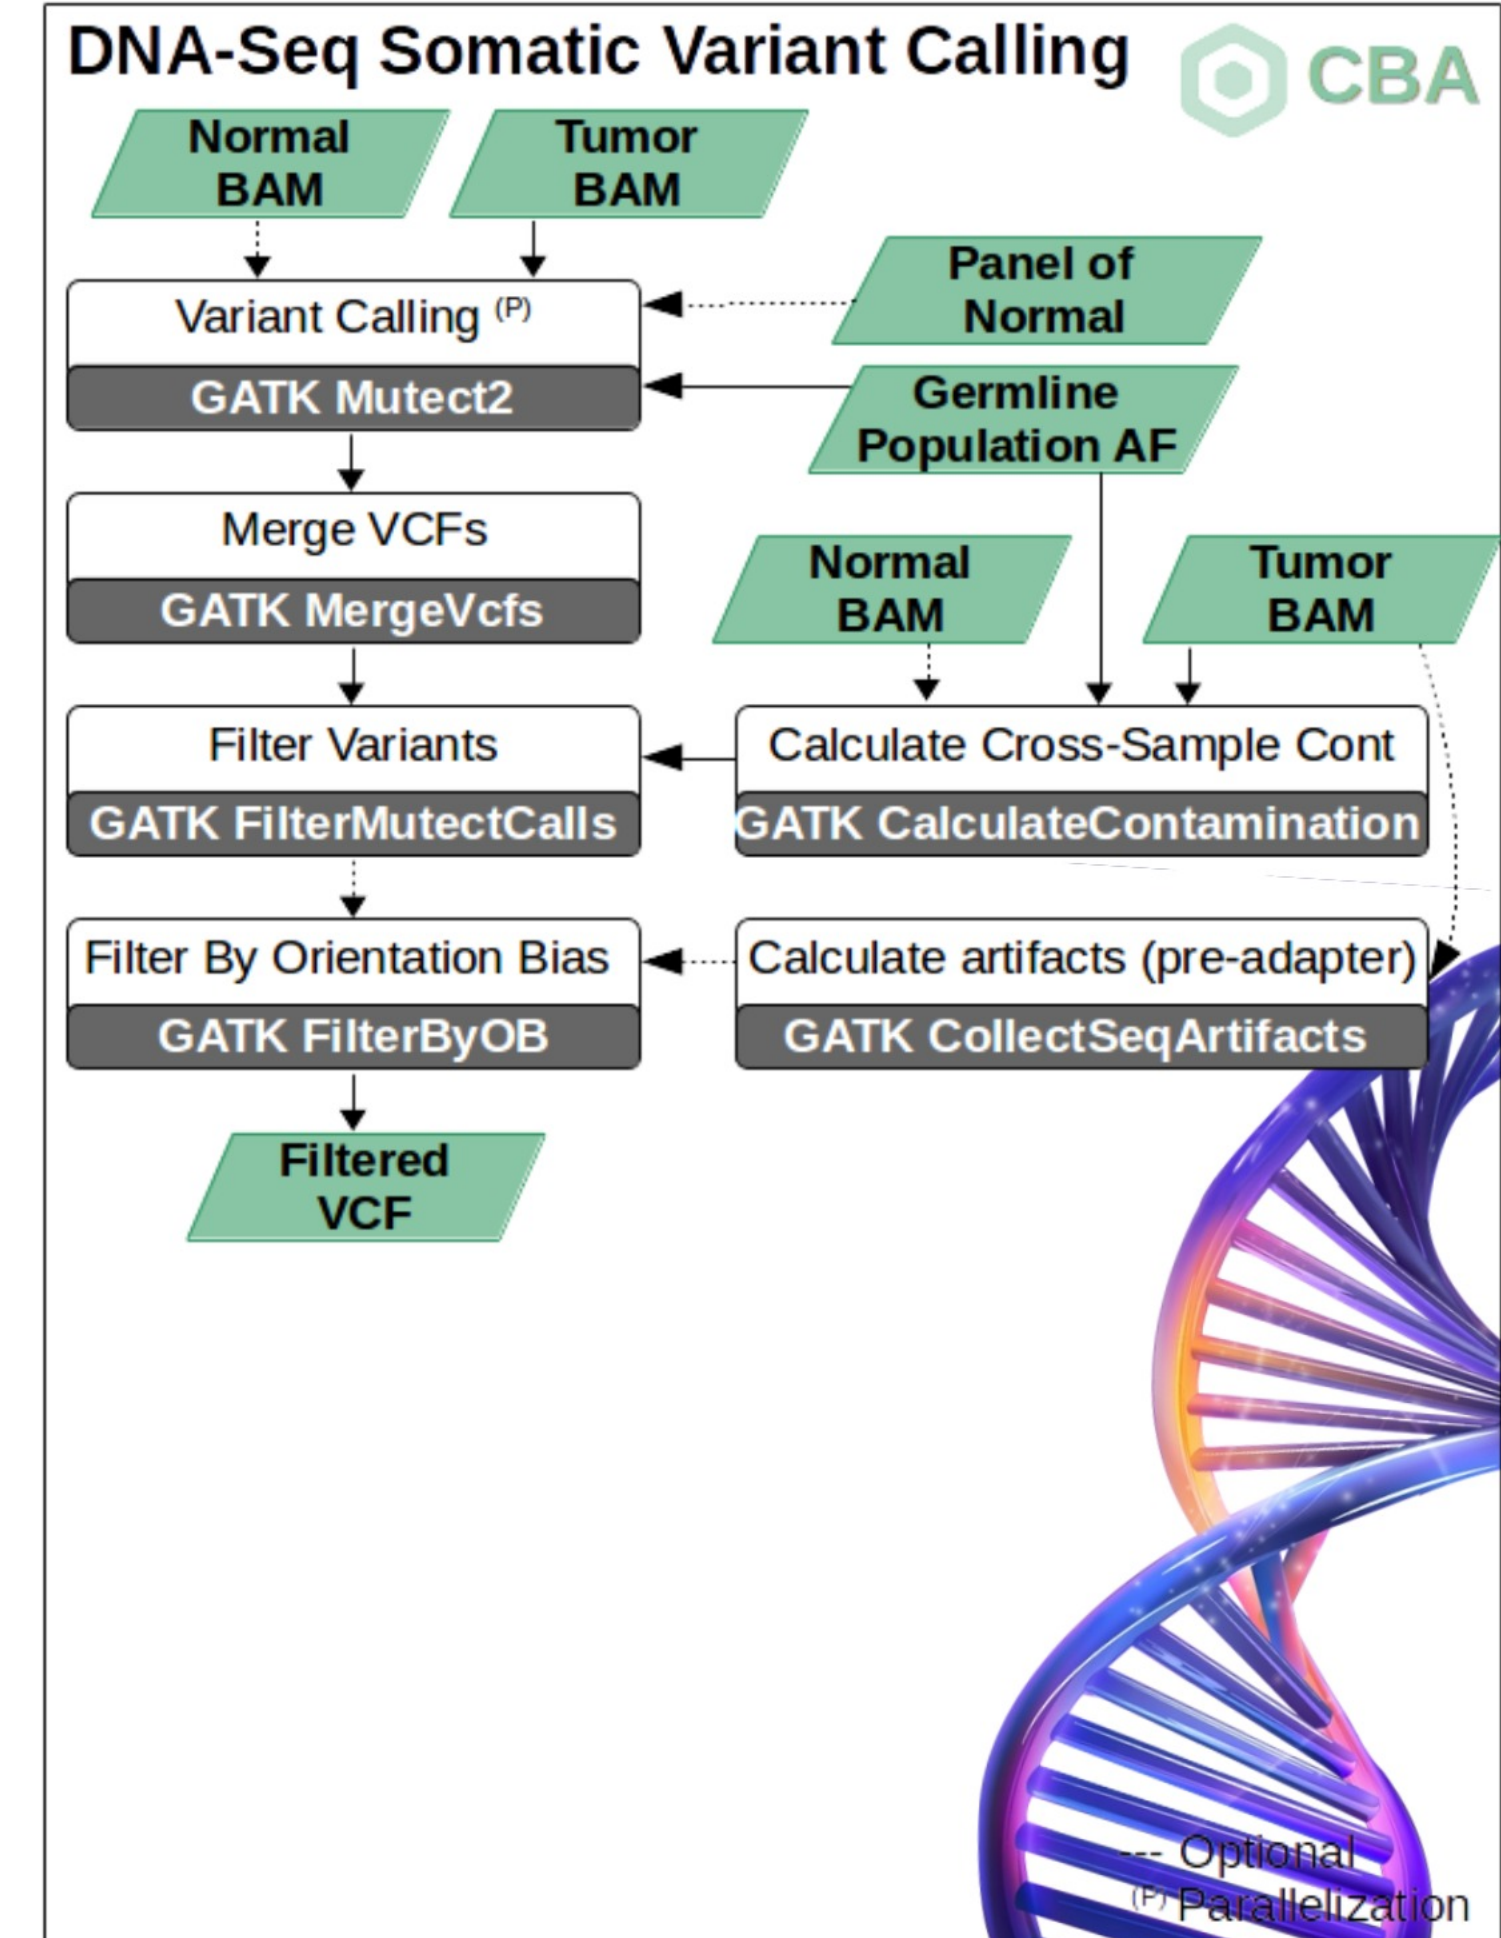 DNA-Seq Somatic Variant Calling
CBA
Normal
BAM
Tumor
BAM
Panel of
Normal
Variant Calling (P)
GATK Mutect2
Germline
Population AF
Merge VCFs
GATK MergeVcfs
Normal
BAM
Tumor
BAM
Filter Variants
GATK FilterMutectCalls
Calculate Cross-Sample Cont
GATK CalculateContamination
Filter By Orientation Bias
GATK FilterByOB
Calculate artifacts (pre-adapter)
GATK CollectSeqArtifacts
Filtered
VCF
--- Optional
(P) Parallelization